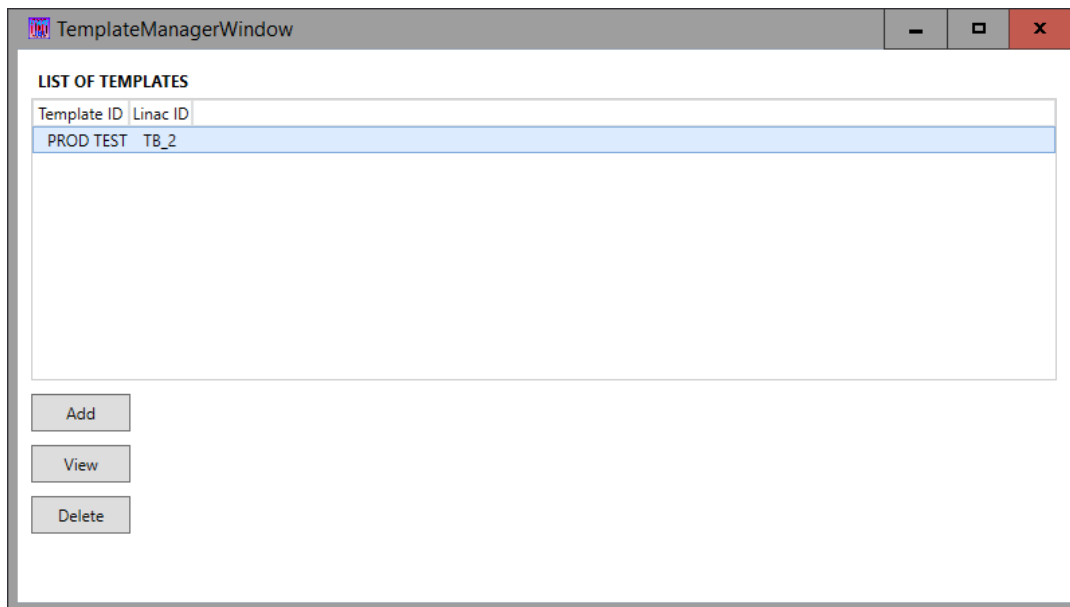 TemplateManagerWindow
LIST OF TEMPLATES
Template ID Linac ID
PROD TEST TB_2
Add
View
Delete